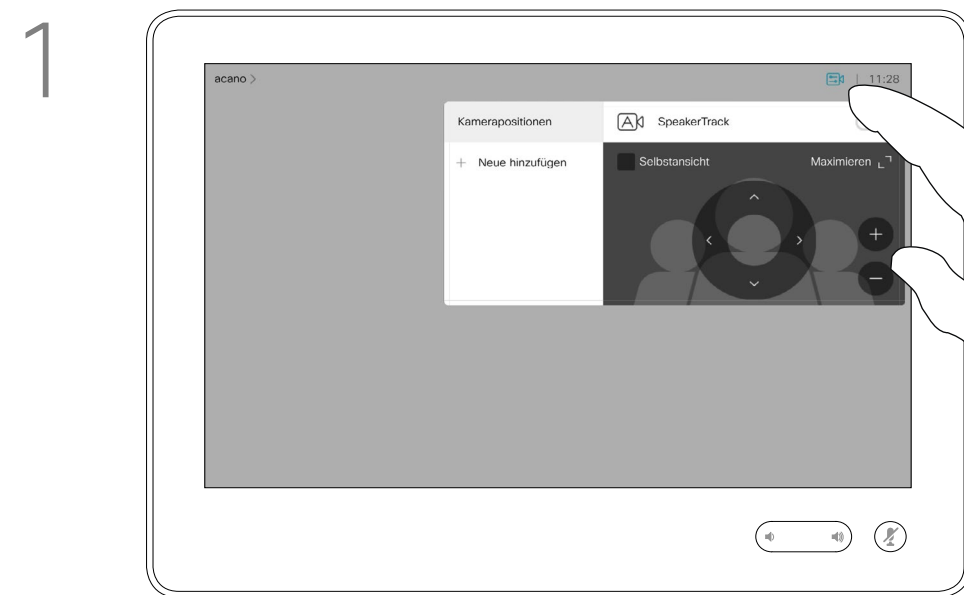 1
acano >
11:28
Kamerapositionen
SpeakerTrack
+ Neue hinzufügen
Selbstansicht
Maximieren